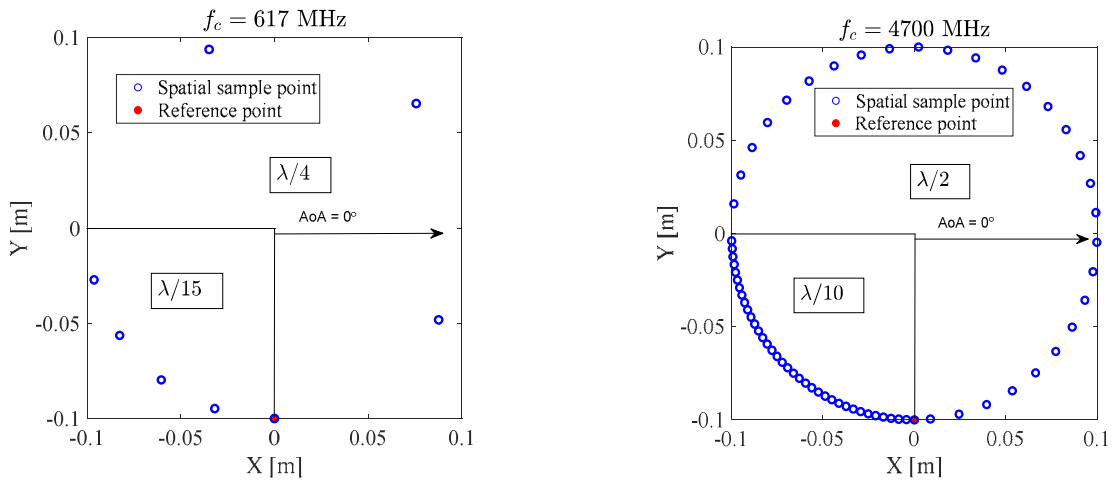 f_c = 617 MHz
0.1
Spatial sample point
Reference point
0.05
λ/4
AoA = 0°
0
Y [m]
λ/15
-0.05
-0.1
-0.1 -0.05 0 0.05 0.1
X [m]
f_c = 4700 MHz
0.1
Spatial sample point
Reference point
0.05
λ/2
AoA = 0°
0
Y [m]
λ/10
-0.05
-0.1
-0.1 -0.05 0 0.05 0.1
X [m]